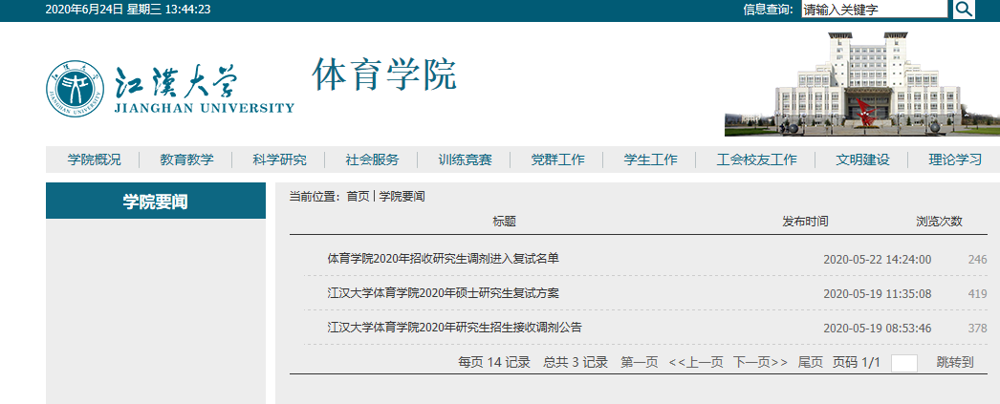 2020年6月24日 星期三 13:44:23 信息查询: 请输入关键字
江漢大学 体育学院
JIANGHAN UNIVERSITY
JIANGHAN UNIVERSITY
学院概况 教育教学 科学研究 社会服务 训练竞赛 党群工作 学生工作 工会校友工作 文明建设 理论学习
学院要闻 当前位置: 首页 | 学院要闻
标题 发布时间 浏览次数
体育学院2020年招收研究生调剂进入复试名单 2020-05-22 14:24:00 246
江汉大学体育学院2020年硕士研究生复试方案 2020-05-19 11:35:08 419
江汉大学体育学院2020年研究生招生接收调剂公告 2020-05-19 08:53:46 378
每页 14 记录 总共 3 记录 第一页 <<上一页 下一页>> 尾页 页码 1/1 跳转到